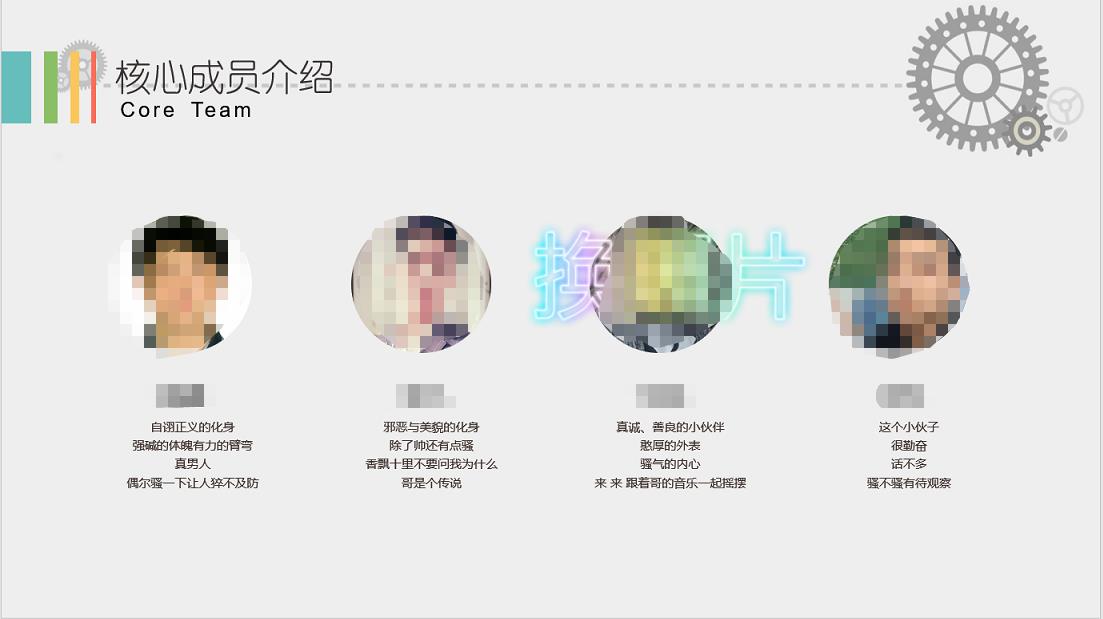 核心成员介绍
Core Team
换
片
自诩正义的化身
强碱的体魄有力的臂弯
真男人
偶尔骚一下让人猝不及防
邪恶与美貌的化身
除了帅还有点骚
香飘十里不要问我为什么
哥是个传说
真诚、善良的小伙伴
憨厚的外表
骚气的内心
来 来 跟着哥的音乐一起摇摆
这个小伙子
很勤奋
话不多
骚不骚有待观察